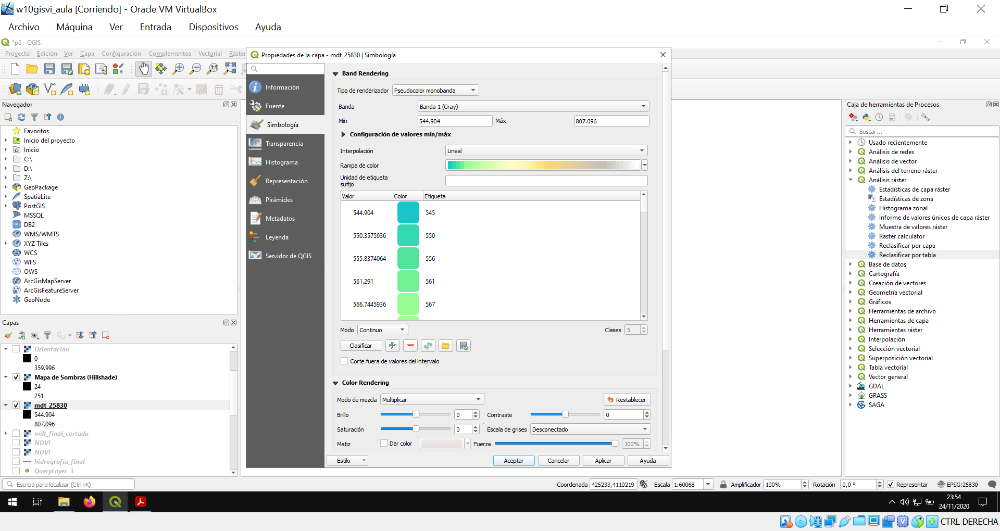 w10gisvi_aula [Corriendo] - Oracle VM VirtualBox
Archivo Máquina Ver Entrada Dispositivos Ayuda
*p6 - QGIS
Proyecto Edición Ver Capa Configuración Complementos Vectorial Ráster
Propiedades de la capa - mdt_25830 | Simbología
Navegador
Favoritos
Inicio del proyecto
Inicio
C:\
D:\
Z:\
GeoPackage
SpatiaLite
PostGIS
MSSQL
DB2
WMS/WMTS
XYZ Tiles
WCS
WFS
OWS
ArcGisMapServer
ArcGisFeatureServer
GeoNode
Capas
Orientación
0
359.996
Mapa de Sombras (Hillshade)
24
251
mdt_25830
544.904
807.096
mdt_final_cortado
NDVI
NDVI
hidrografia_final
QueryLayer_3
Información
Fuente
Simbología
Transparencia
Histograma
Representación
Pirámides
Metadatos
Leyenda
Servidor de QGIS
Band Rendering
Tipo de renderizador Pseudocolor monobanda
Banda Banda 1 (Gray)
Mín 544.904 Máx 807.096
Configuración de valores mín/máx
Interpolación Lineal
Rampa de color
Unidad de etiqueta
sufijo
Valor Color Etiqueta
544.904 545
550.3575936 550
555.8374064 556
561.291 561
566.7445936 567
Modo Continuo Clases 5
Clasificar
Corte fuera de valores del intervalo
Color Rendering
Modo de mezcla Multiplicar Restablecer
Brillo 0 Contraste 0
Saturación 0 Escala de grises Desconectado
Matiz Dar color Fuerza 100%
Estilo Aceptar Cancelar Aplicar Ayuda
Caja de herramientas de Procesos
Buscar...
Usado recientemente
Análisis de redes
Análisis de vector
Análisis del terreno ráster
Análisis ráster
Estadísticas de capa ráster
Estadísticas de zona
Histograma zonal
Informe de valores únicos de capa ráster
Muestra de valores ráster
Raster calculator
Reclasificar por capa
Reclasificar por tabla
Base de datos
Cartografía
Creación de vectores
Geometría vectorial
Gráficos
Herramientas de archivo
Herramientas de capa
Herramientas ráster
Interpolación
Selección vectorial
Superposición vectorial
Tabla vectorial
Vector general
GDAL
GRASS
SAGA
Escriba para localizar (Ctrl+K) Coordenada 425233,4110219 Escala 1:60068 Amplificador 100% Rotación 0,0 ° Representar EPSG:25830
23:54
24/11/2020
CTRL DERECHA